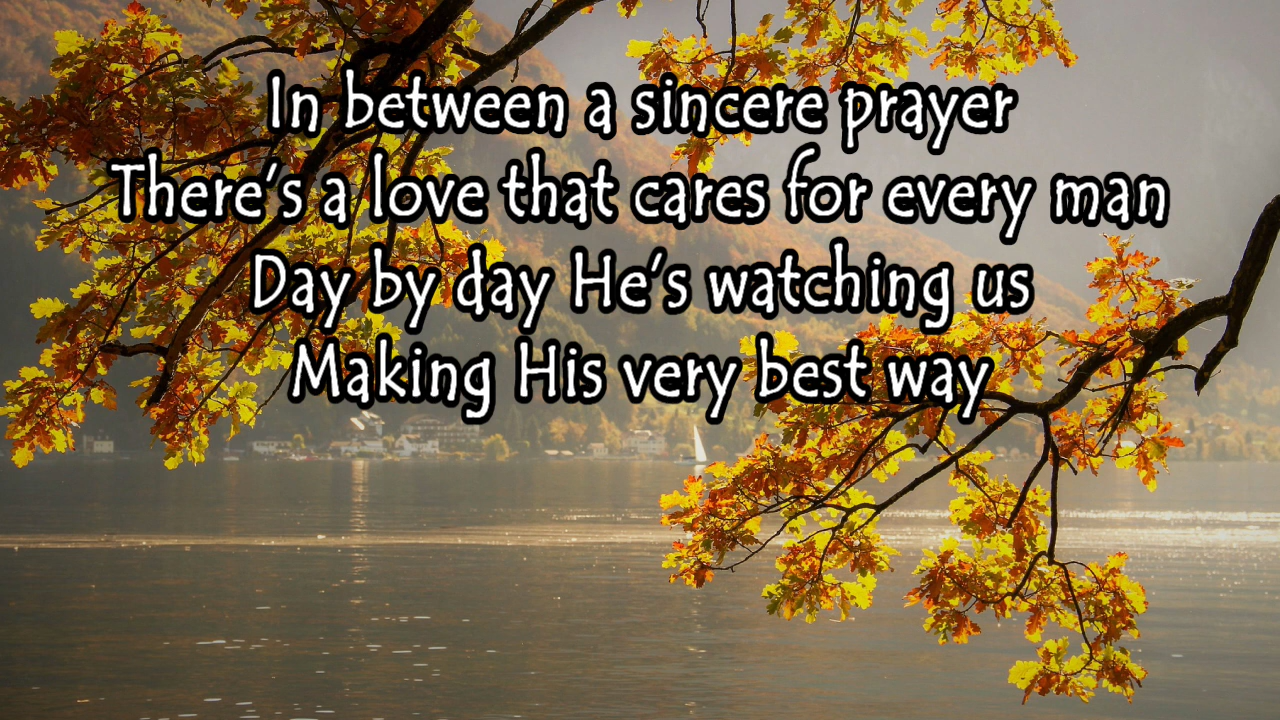 In between a sincere prayer
There's a love that cares for every man
Day by day He's watching us
Making His very best way